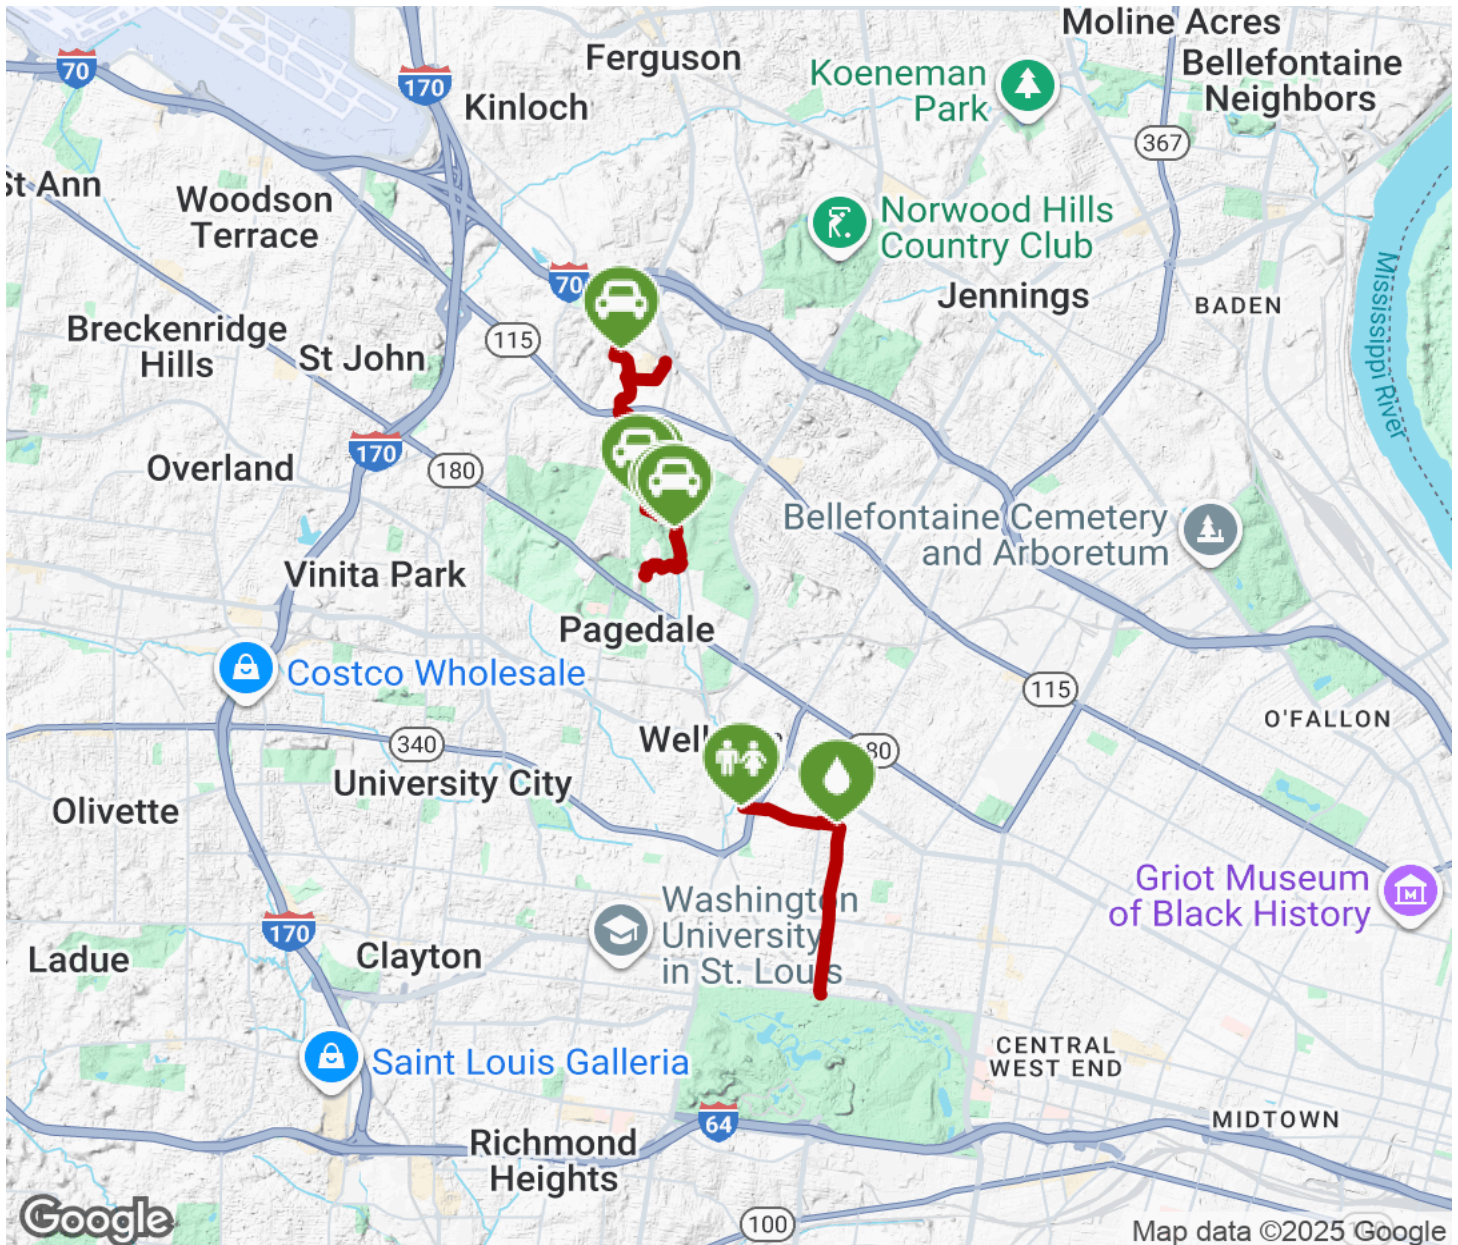 Moline Acres
Ferguson
Bellefontaine
Neighbors
Koeneman
Park
70
170
Kinloch
367
St Ann
Woodson
Terrace
Norwood Hills
Country Club
70
Jennings
BADEN
Mississippi River
Breckenridge
Hills
115
St John
170
180
Overland
Bellefontaine Cemetery
and Arboretum
Vinita Park
Pagedale
Costco Wholesale
115
O'FALLON
340
Well
80
University City
Olivette
Griot Museum
of Black History
M
Washington
University
in St. Louis
170
Clayton
Ladue
CENTRAL
WEST END
Saint Louis Galleria
64
MIDTOWN
Richmond
Heights
100
Google
Map data ©2025 Google